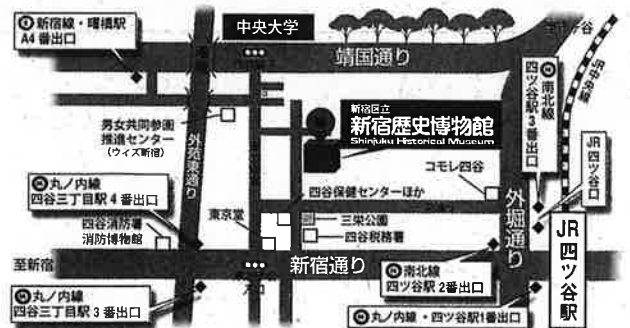 新宿線・曙橋駅
A4番出口
中央大学
靖国通り
南北線
四ツ谷駅3番出口
男女共同参画
推進センター
(ウィズ新宿)
外苑東通り
新宿区立
新宿歴史博物館
Shinjuku Historical Museum
コモレ四谷
JR
四ツ谷口
丸ノ内線
四谷三丁目駅4番出口
四谷保健センターほか
四谷消防署
消防博物館
東京堂
三栄公園
四谷税務署
外堀通り
JR四ツ谷駅
至新宿
新宿通り
南北線
四ツ谷駅2番出口
丸ノ内線
四谷三丁目駅3番出口
丸ノ内線・四ツ谷駅1番出口